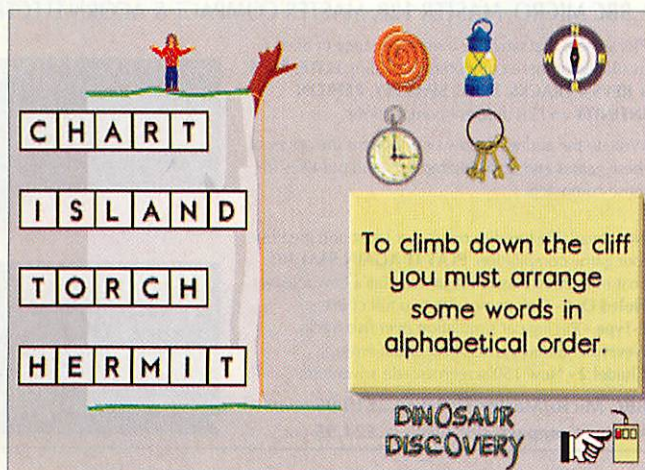 CHART
ISLAND
TORCH
HERMIT
N
W
E
S
To climb down the cliff
you must arrange
some words in
alphabetical order.
DINOSAUR
DISCOVERY